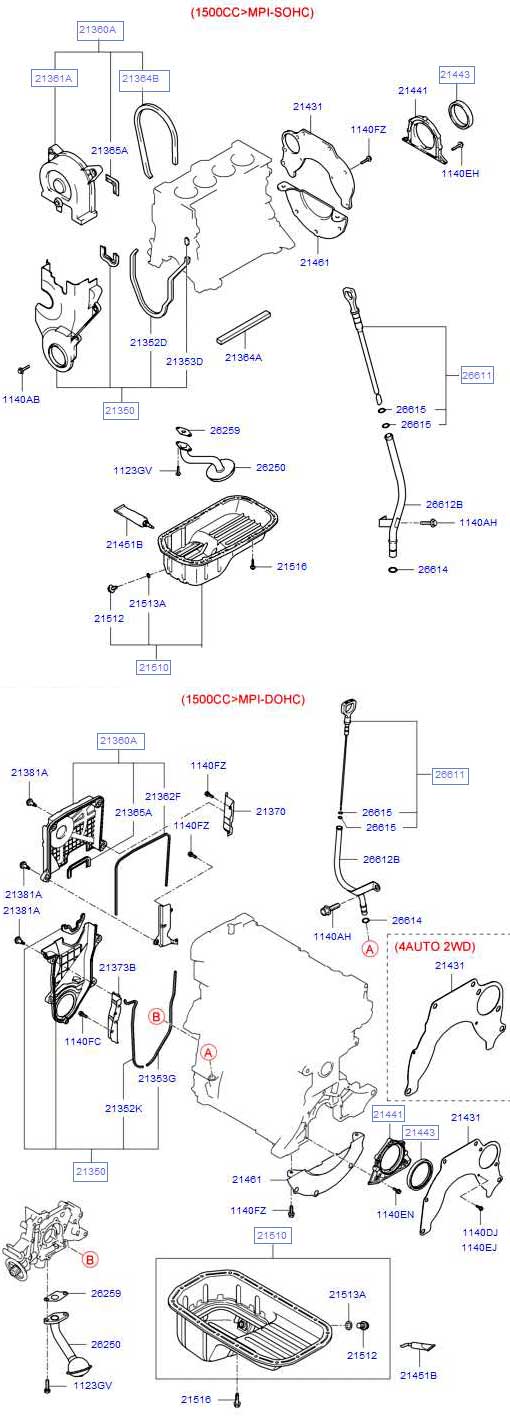 (1500CC>MPI-SOHC)
21360A
21361A
21364B
21443
21441
21431
1140FZ
21365A
1140EH
21461
21352D
21353D
21364A
1140AB
21350
26611
26615
26615
26259
1123GV
26250
26612B
21451B
1140AH
21516
26614
21513A
21512
21510
(1500CC>MPI-DOHC)
21360A
21381A
1140FZ
26611
21362F
21365A
21370
26615
26615
1140FZ
26612B
21381A
21381A
26614
1140AH
A
(4AUTO 2WD)
21431
21373B
B
1140FC
A
21353G
21352K
21441
21431
21443
21350
21461
1140EN
1140FZ
1140DJ
1140EJ
21510
B
26259
21513A
26250
21512
21451B
1123GV
21516